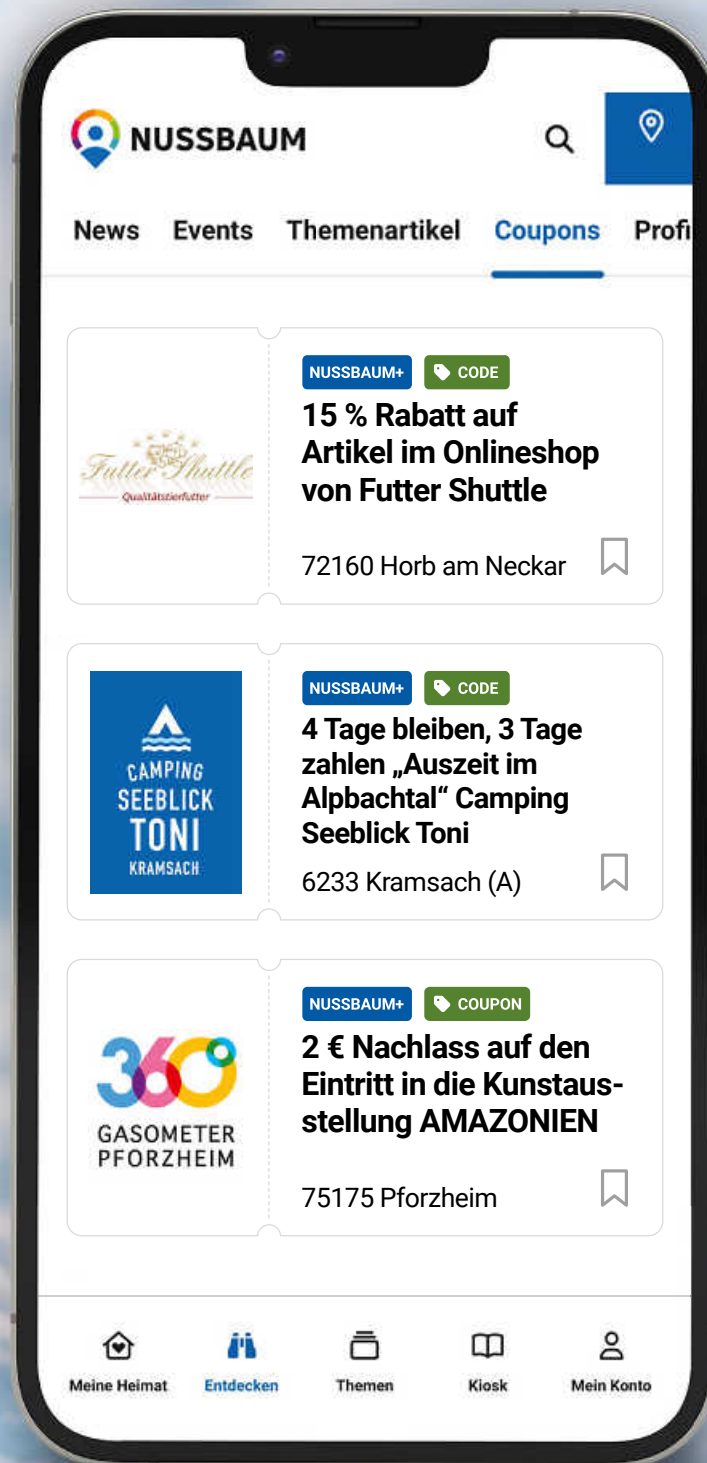 NUSSBAUM
News Events Themenartikel Coupons Profi
NUSSBAUM+ CODE
15 % Rabatt auf
Artikel im Onlineshop
von Futter Shuttle
Futter Shuttle
Qualitätstierfutter
72160 Horb am Neckar
NUSSBAUM+ CODE
4 Tage bleiben, 3 Tage
zahlen „Auszeit im
Alpbachtal“ Camping
Seeblick Toni
CAMPING
SEEBLICK
TONI
KRAMSACH
6233 Kramsach (A)
NUSSBAUM+ COUPON
2 € Nachlass auf den
Eintritt in die Kunstaus-
stellung AMAZONIEN
360°
GASOMETER
PFORZHEIM
75175 Pforzheim
Meine Heimat Entdecken Themen Kiosk Mein Konto